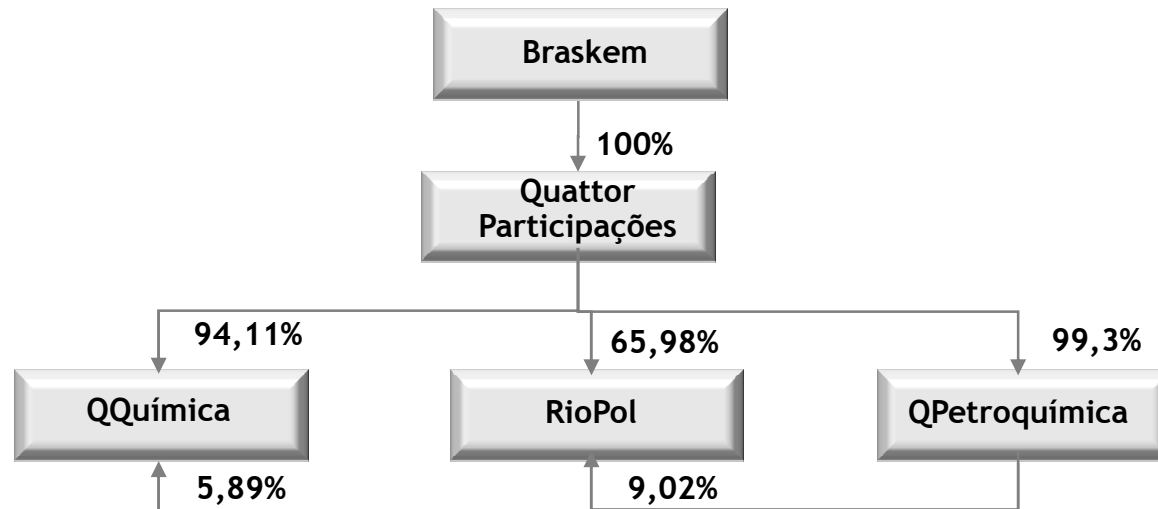 Braskem
100%
Quattor
Participações
94,11%
65,98%
99,3%
QQuímica
RioPol
QPetroquímica
5,89%
9,02%